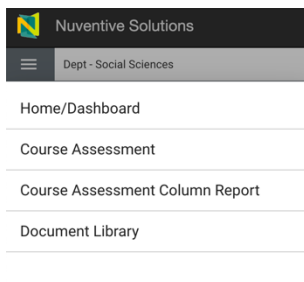 Nuventive Solutions
Dept - Social Sciences
Home/Dashboard
Course Assessment
Course Assessment Column Report
Document Library